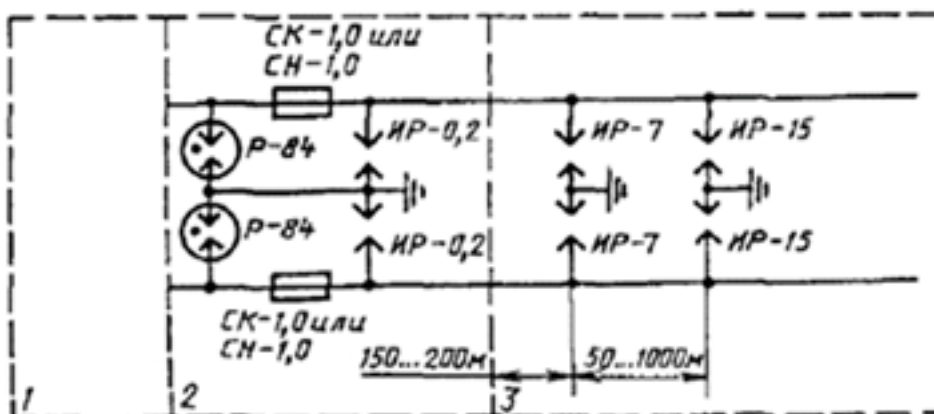 СК-1,0 или
СН-1,0
Р-84
ИР-0,2
ИР-7
ИР-15
Р-84
ИР-0,2
ИР-7
ИР-15
СК-1,0 или
СН-1,0
150...200м
50...1000м
1
2
3